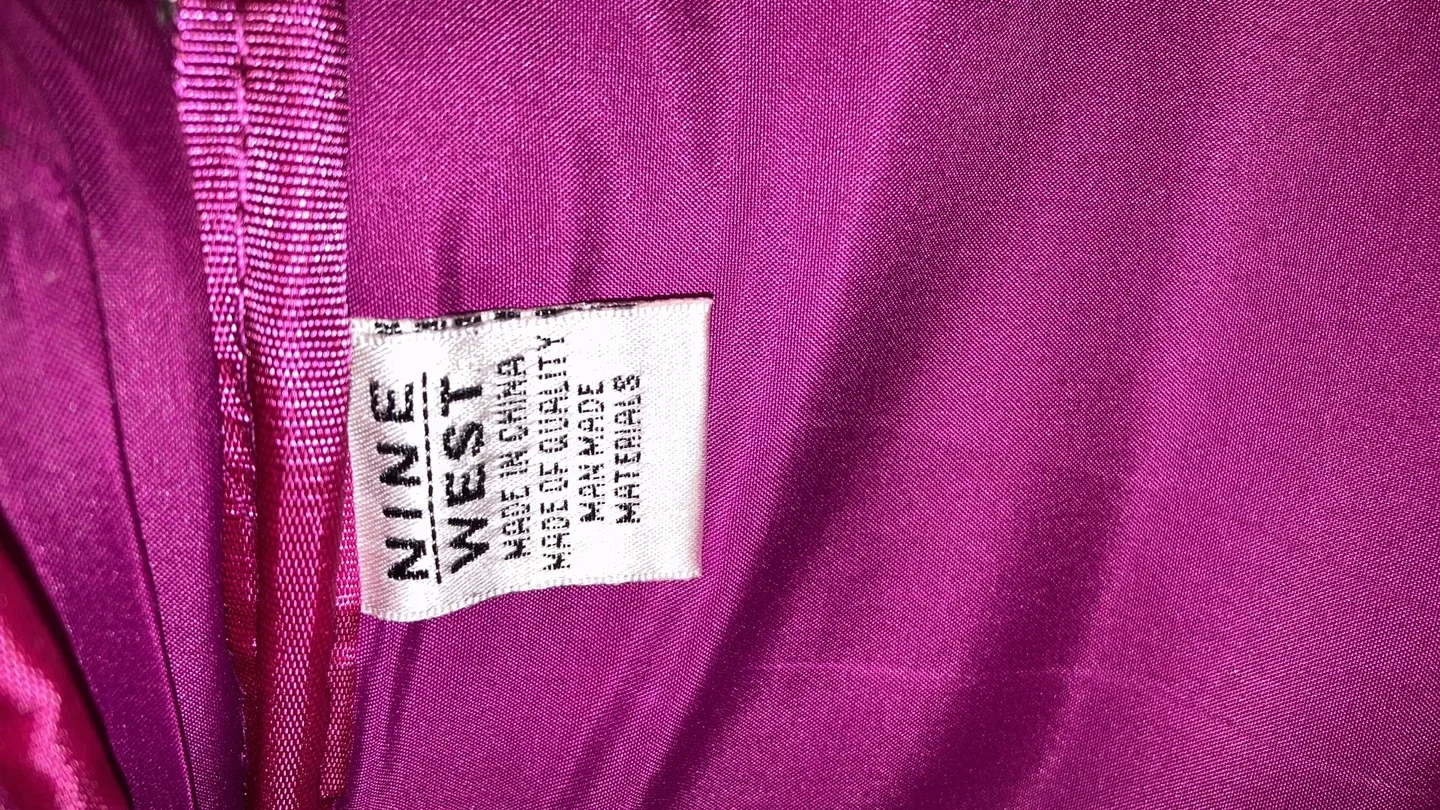 NINE
WEST
MADE IN CHINA
MADE OF QUALITY
MAN MADE
MATERIALS